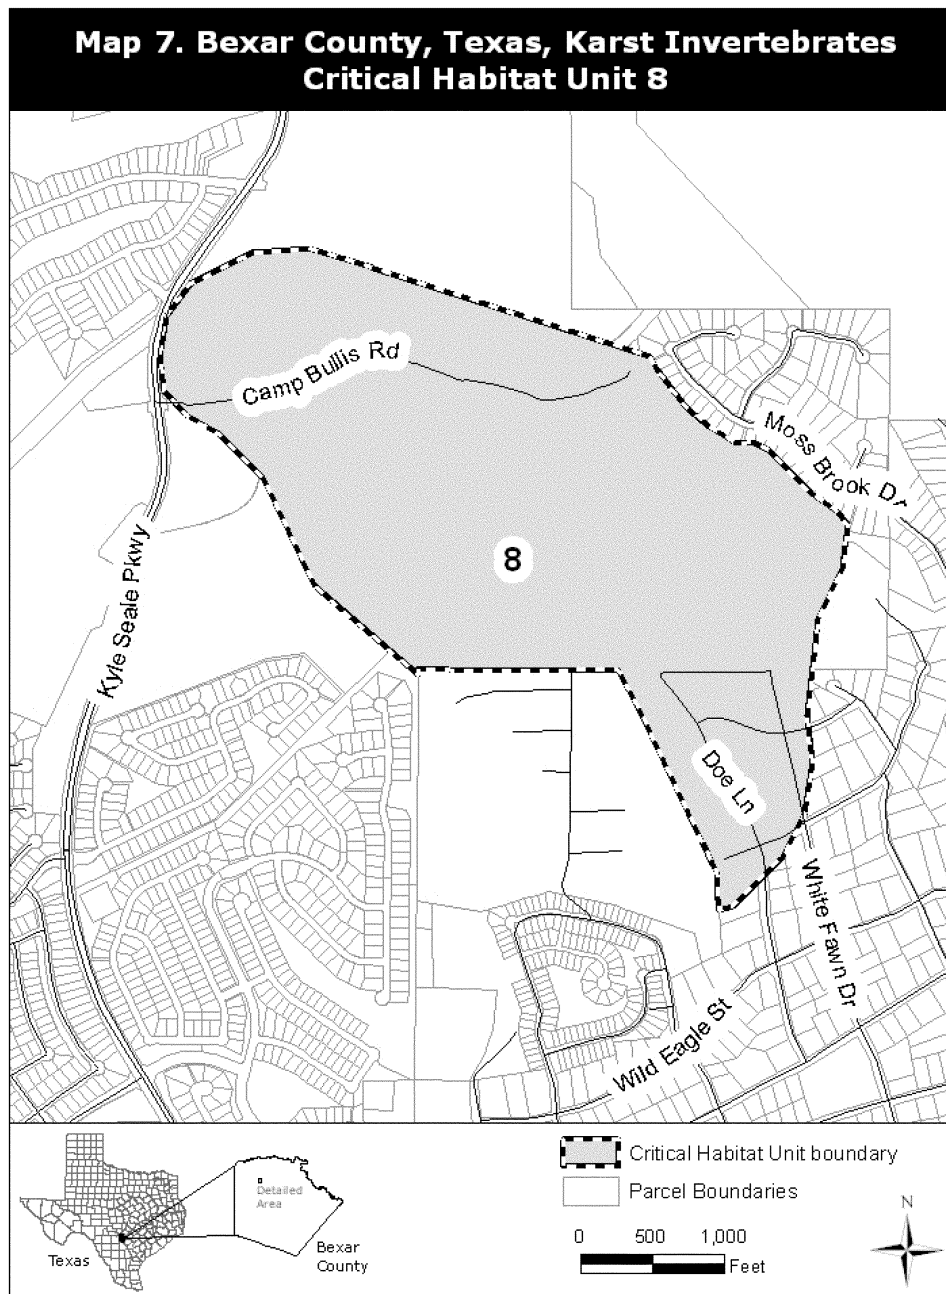 Map 7. Bexar County, Texas, Karst Invertebrates
Critical Habitat Unit 8
Camp Bullis Rd
Moss Brook Dr
8
Kyle Seale Pkwy
Doe Ln
White Fawn Dr
Wild Eagle St
Texas
Detailed
Area
Bexar
County
Critical Habitat Unit boundary
Parcel Boundaries
0 500 1,000
Feet
N